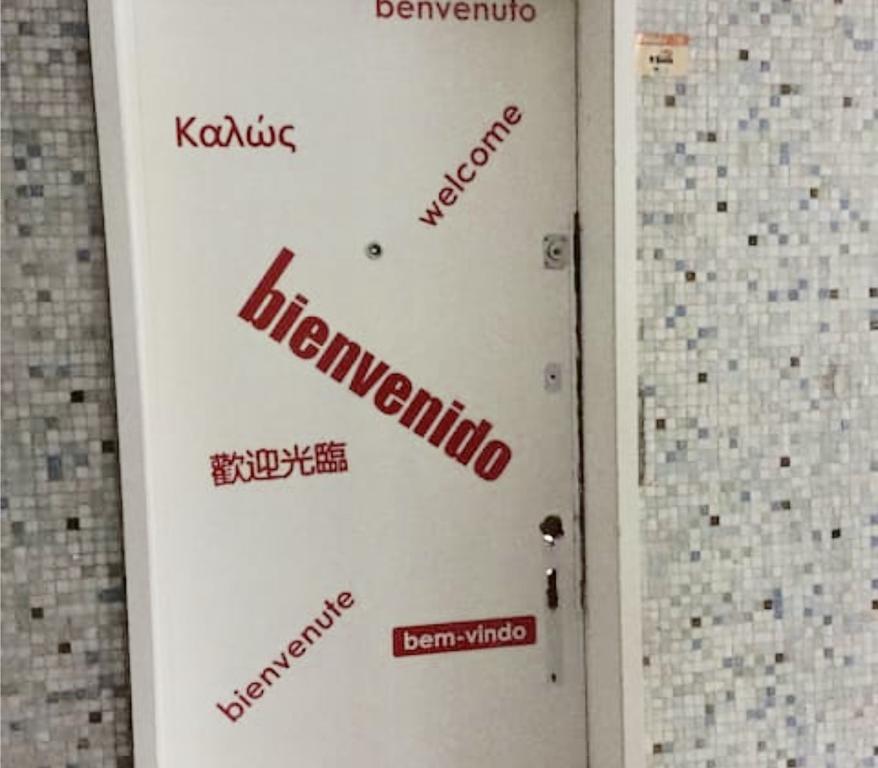 benvenuto
Καλώς
welcome
bienvenido
歡迎光臨
bienvenute
bem-vindo